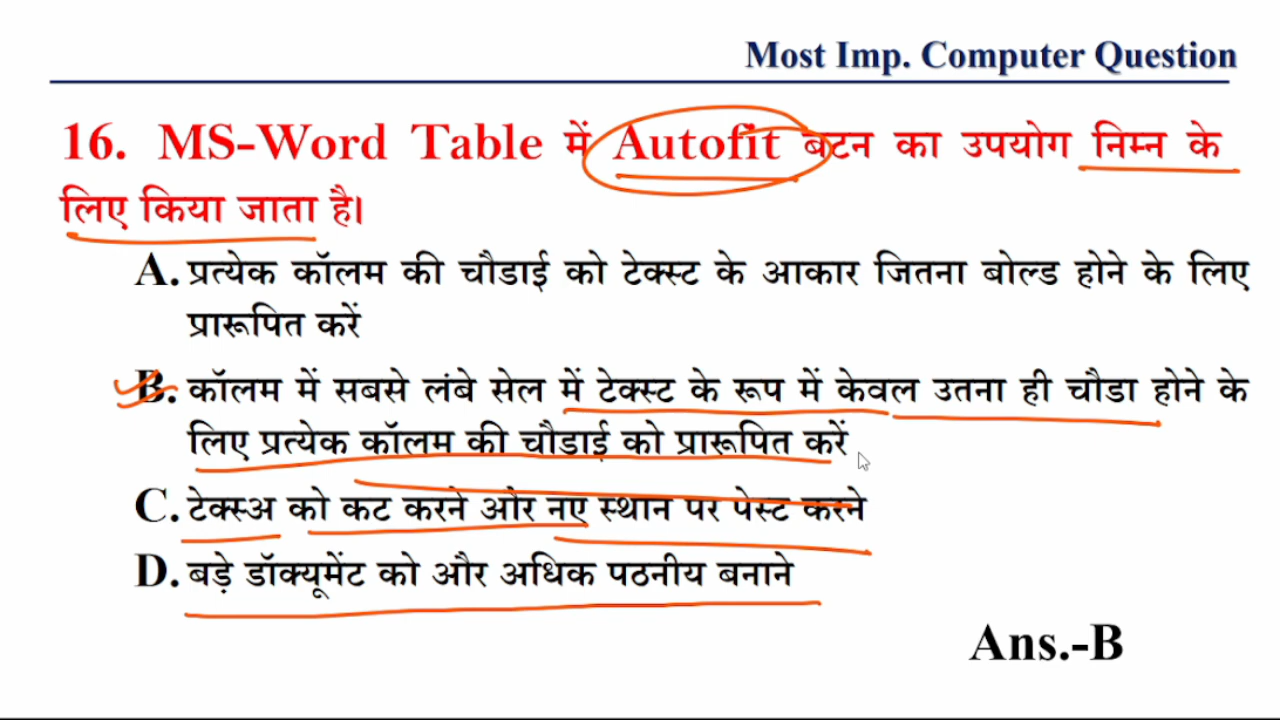 Most Imp. Computer Question
16. MS-Word Table में Autofit बटन का उपयोग निम्न के
लिए किया जाता है।
A. प्रत्येक कॉलम की चौडाई को टेक्स्ट के आकार जितना बोल्ड होने के लिए
प्रारूपित करें
B. कॉलम में सबसे लंबे सेल में टेक्स्ट के रूप में केवल उतना ही चौडा होने के
लिए प्रत्येक कॉलम की चौडाई को प्रारूपित करें
C. टेक्स्अ को कट करने और नए स्थान पर पेस्ट करने
D. बड़े डॉक्यूमेंट को और अधिक पठनीय बनाने
Ans.-B